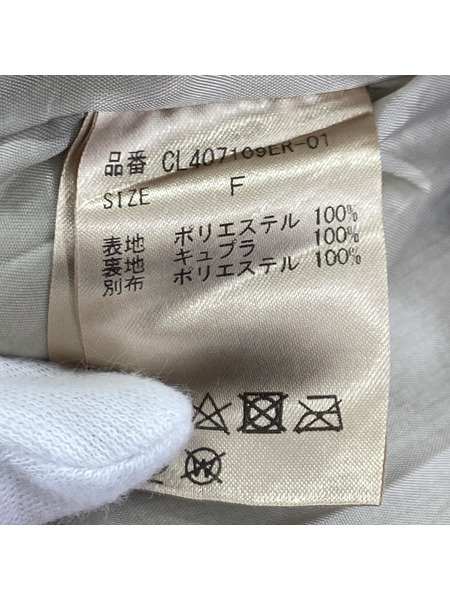 品番 CL407109ER-01
SIZE F
表地 ポリエステル 100%
裏地 キュプラ 100%
別布 ポリエステル 100%